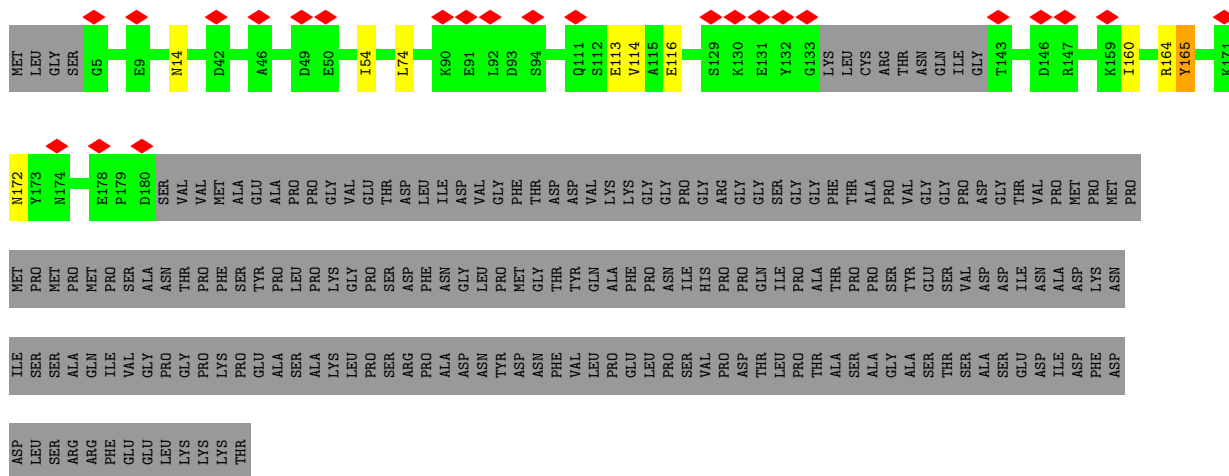 MET LEU GLY SER G5 E9 N14 D42 A46 D49 E50 I54 L74 K90 E91 L92 D93 S94 Q111 S112 E113 V114 A115 E116 S129 K130 E131 Y132 G133 LYS LEU CYS ARG THR ASN GLN ILE GLY T143 D146 R147 K159 I160 R164 Y165 K171
N172 Y173 N174 E178 P179 D180 SER VAL VAL MET ALA GLU ALA PRO PRO GLY VAL GLU THR ASP LEU ILE ASP VAL GLY PHE THR ASP ASP VAL LYS LYS GLY GLY PRO GLY ARG GLY GLY SER GLY GLY PHE THR ALA PRO VAL GLY GLY PRO ASP GLY THR VAL PRO MET PRO MET PRO
MET PRO MET PRO MET PRO SER ALA ASN THR PRO PHE SER TYR PRO LEU PRO LYS GLY PRO SER ASP PHE ASN GLY LEU PRO MET GLY THR TYR GLN ALA PHE PRO ASN ILE HIS PRO PRO GLN ILE PRO ALA THR PRO PRO SER TYR GLU SER VAL ASP ASP ILE ASN ALA ASP LYS ASN
ILE SER SER ALA GLN ILE VAL GLY PRO GLY PRO LYS PRO GLU ALA SER ALA LYS LEU PRO SER ARG PRO ALA ASP ASN TYR ASP ASN PHE VAL LEU PRO GLU LEU PRO SER VAL PRO ASP THR LEU PRO THR ALA SER ALA GLY ALA SER THR SER ALA SER GLU ASP ILE ASP PHE ASP
ASP LEU SER ARG ARG PHE GLU GLU LEU LYS LYS LYS THR